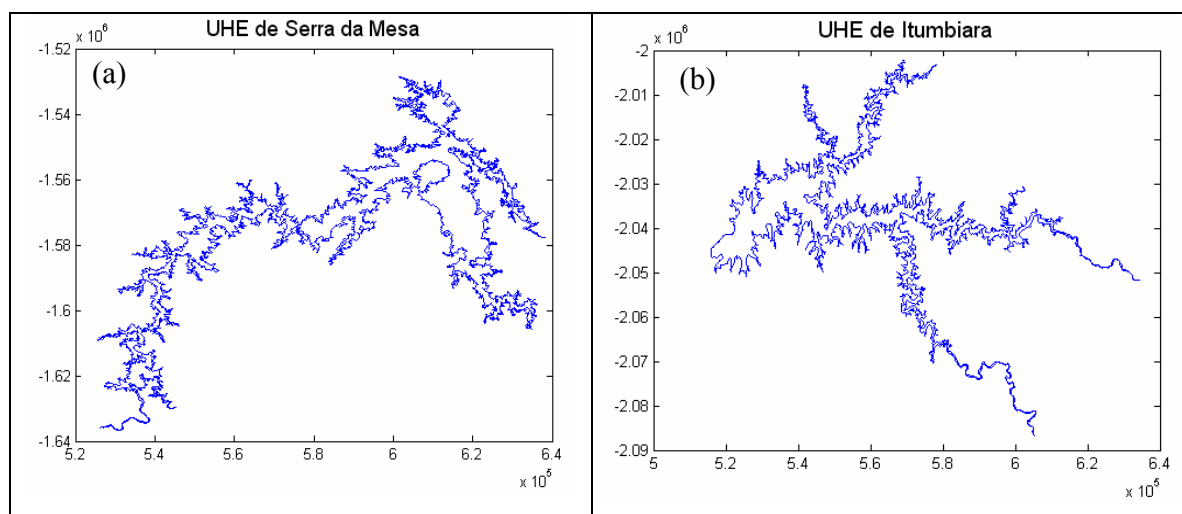 UHE de Serra da Mesa
x 10^6
(a)
-1.52
-1.54
-1.56
-1.58
-1.6
-1.62
-1.64
5.2 5.4 5.6 5.8 6 6.2 6.4
x 10^5
UHE de Itumbiara
x 10^6
(b)
-2
-2.01
-2.02
-2.03
-2.04
-2.05
-2.06
-2.07
-2.08
-2.09
5 5.2 5.4 5.6 5.8 6 6.2 6.4
x 10^5